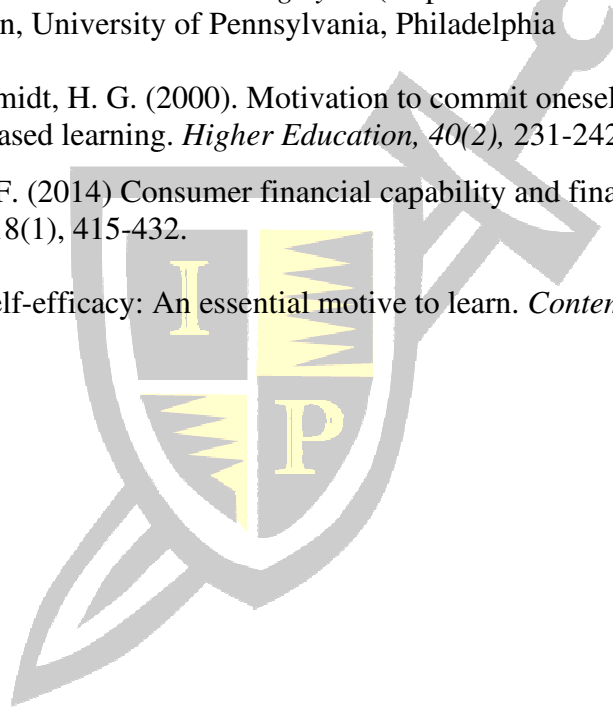 n, University of Pennsylvania, Philadelphia
midt, H. G. (2000). Motivation to commit onesel
ased learning. Higher Education, 40(2), 231-242
F. (2014) Consumer financial capability and fina
8(1), 415-432.
elf-efficacy: An essential motive to learn. Conten
I
P